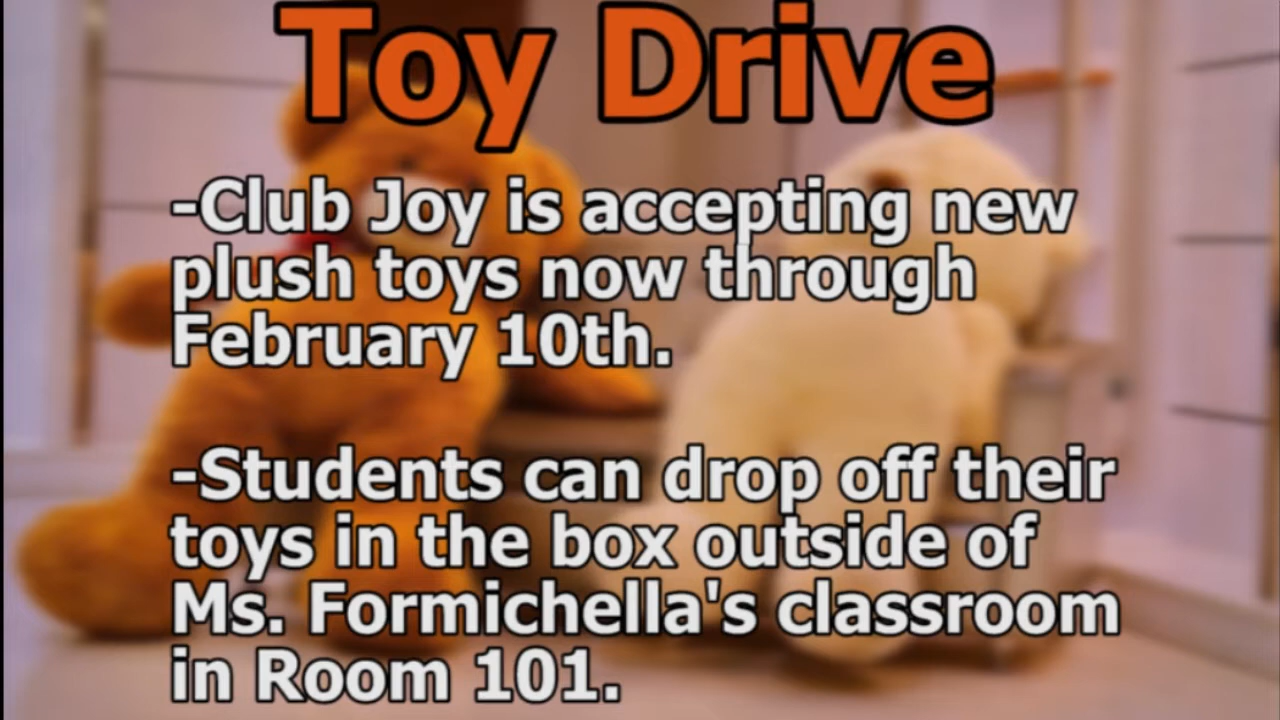 Toy Drive
-Club Joy is accepting new
plush toys now through
February 10th.
-Students can drop off their
toys in the box outside of
Ms. Formichella's classroom
in Room 101.